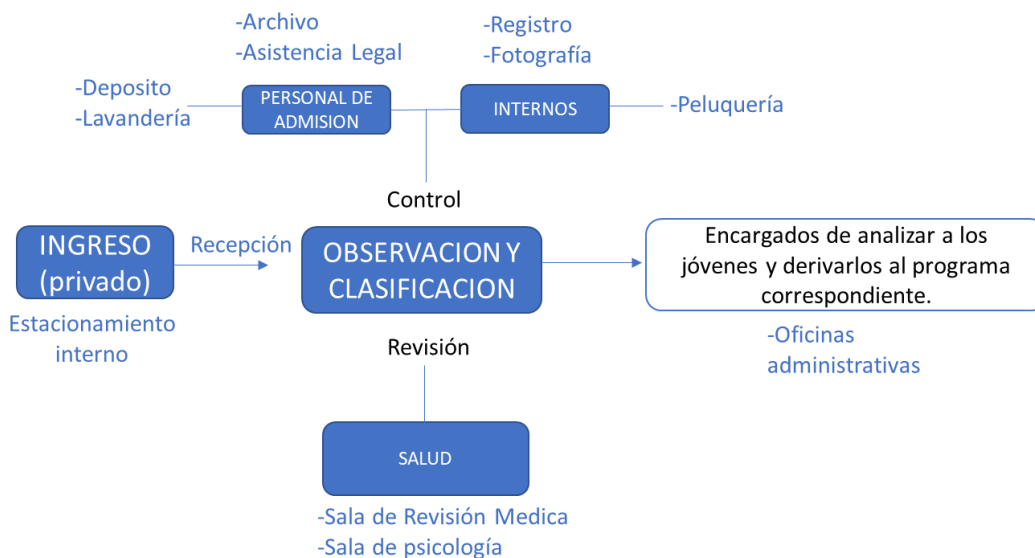 -Archivo
-Asistencia Legal
-Registro
-Fotografía
-Deposito
-Lavandería
PERSONAL DE
ADMISION
INTERNOS
-Peluquería
Control
INGRESO
(privado)
Recepción
OBSERVACION Y
CLASIFICACION
Encargados de analizar a los
jóvenes y derivarlos al programa
correspondiente.
Estacionamiento
interno
Revisión
-Oficinas
administrativas
SALUD
-Sala de Revisión Medica
-Sala de psicología